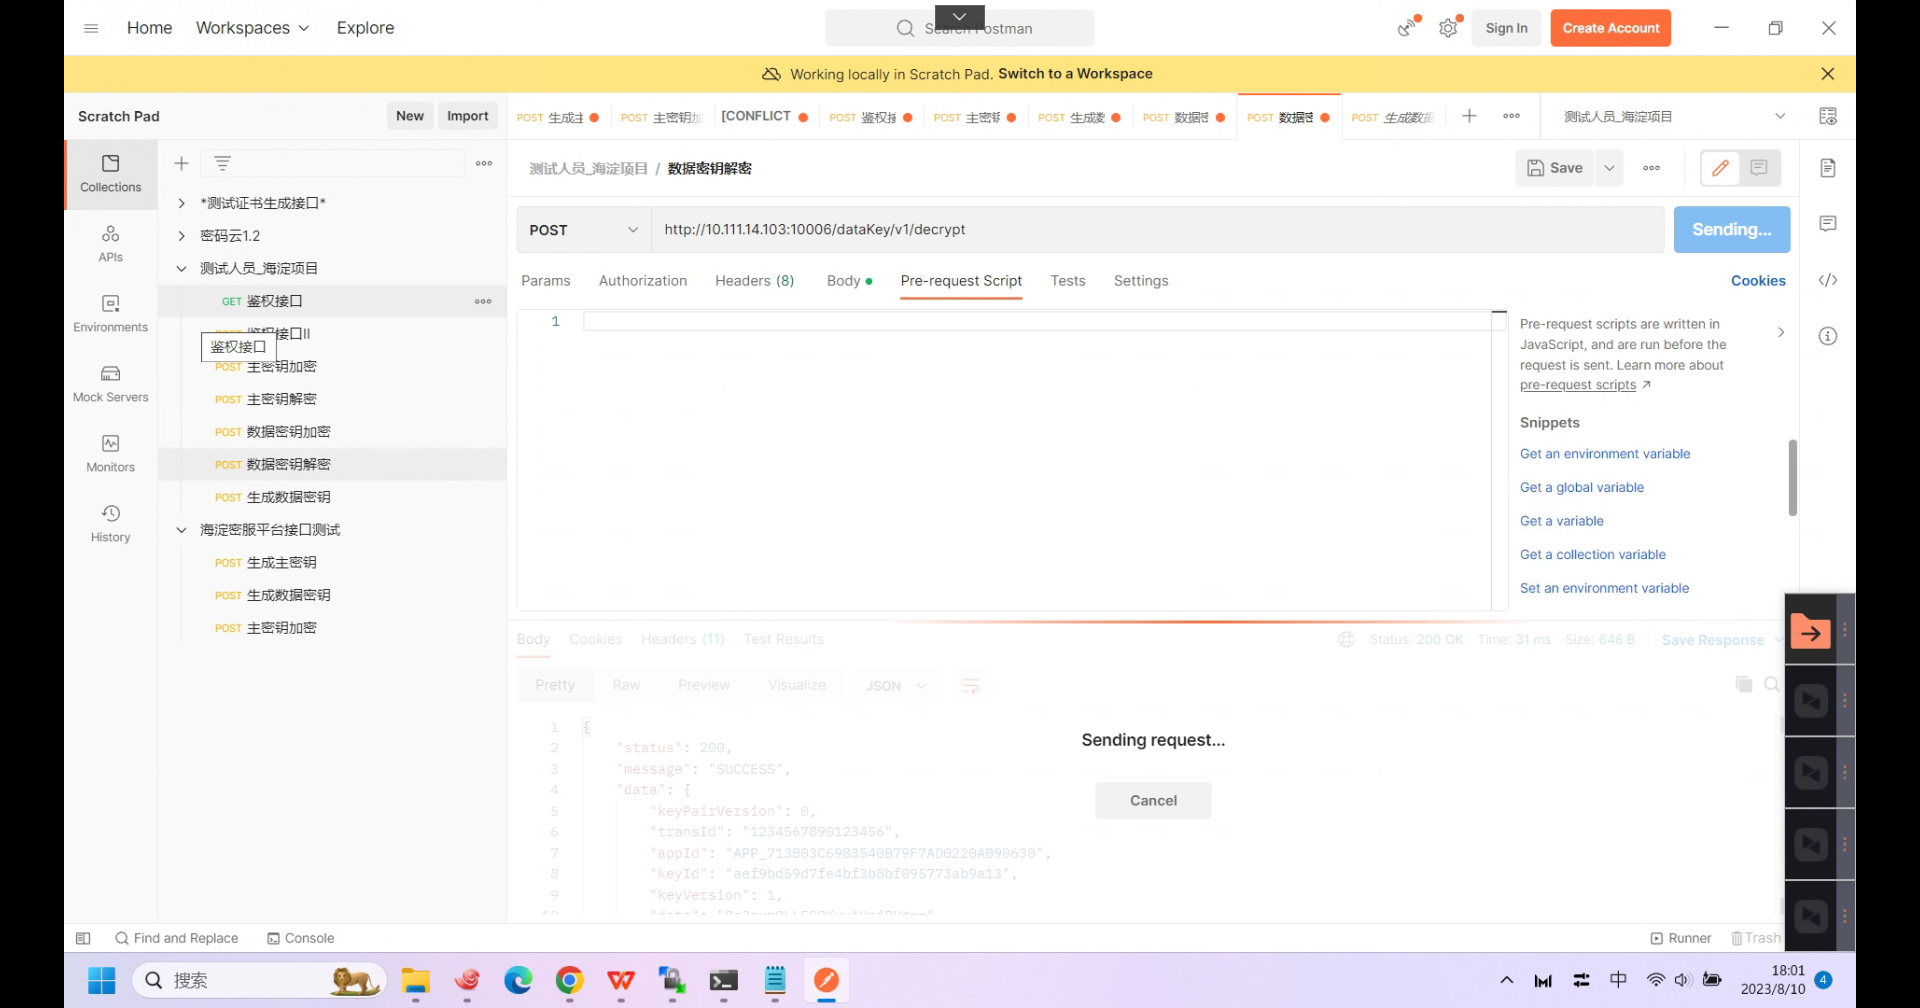 Home Workspaces Explore
Search Postman
Sign In Create Account
Working locally in Scratch Pad. Switch to a Workspace
Scratch Pad New Import
POST 生成主 POST 主密钥加 [CONFLICT POST 鉴权接 POST 主密钥 POST 生成数 POST 数据密 POST 数据密 POST 生成数据
测试人员_海淀项目
Collections
APIs
Environments
Mock Servers
Monitors
History
*测试证书生成接口*
密码云1.2
测试人员_海淀项目
GET 鉴权接口
鉴权接口II
鉴权接口
POST 主密钥加密
POST 主密钥解密
POST 数据密钥加密
POST 数据密钥解密
POST 生成数据密钥
海淀密服平台接口测试
POST 生成主密钥
POST 生成数据密钥
POST 主密钥加密
测试人员_海淀项目 / 数据密钥解密
Save
POST http://10.111.14.103:10006/dataKey/v1/decrypt
Sending...
Params Authorization Headers (8) Body Pre-request Script Tests Settings Cookies
1
Pre-request scripts are written in
JavaScript, and are run before the
request is sent. Learn more about
pre-request scripts
Snippets
Get an environment variable
Get a global variable
Get a variable
Get a collection variable
Set an environment variable
Body Cookies Headers (11) Test Results
Status: 200 OK Time: 31 ms Size: 648 B Save Response
Pretty Raw Preview Visualize JSON
1 {
2 "status": 200,
3 "message": "SUCCESS",
4 "data": {
5 "keyPairVersion": 0,
6 "transId": "1234567890123456",
7 "appId": "APP_713B03C6983540B79F7AD0220AB90630",
8 "keyId": "aef9bd59d7fe4bf3b8bf095773ab9a13",
9 "keyVersion": 1,
Sending request...
Cancel
Find and Replace Console
Runner Trash
搜索
中
18:01
2023/8/10
4